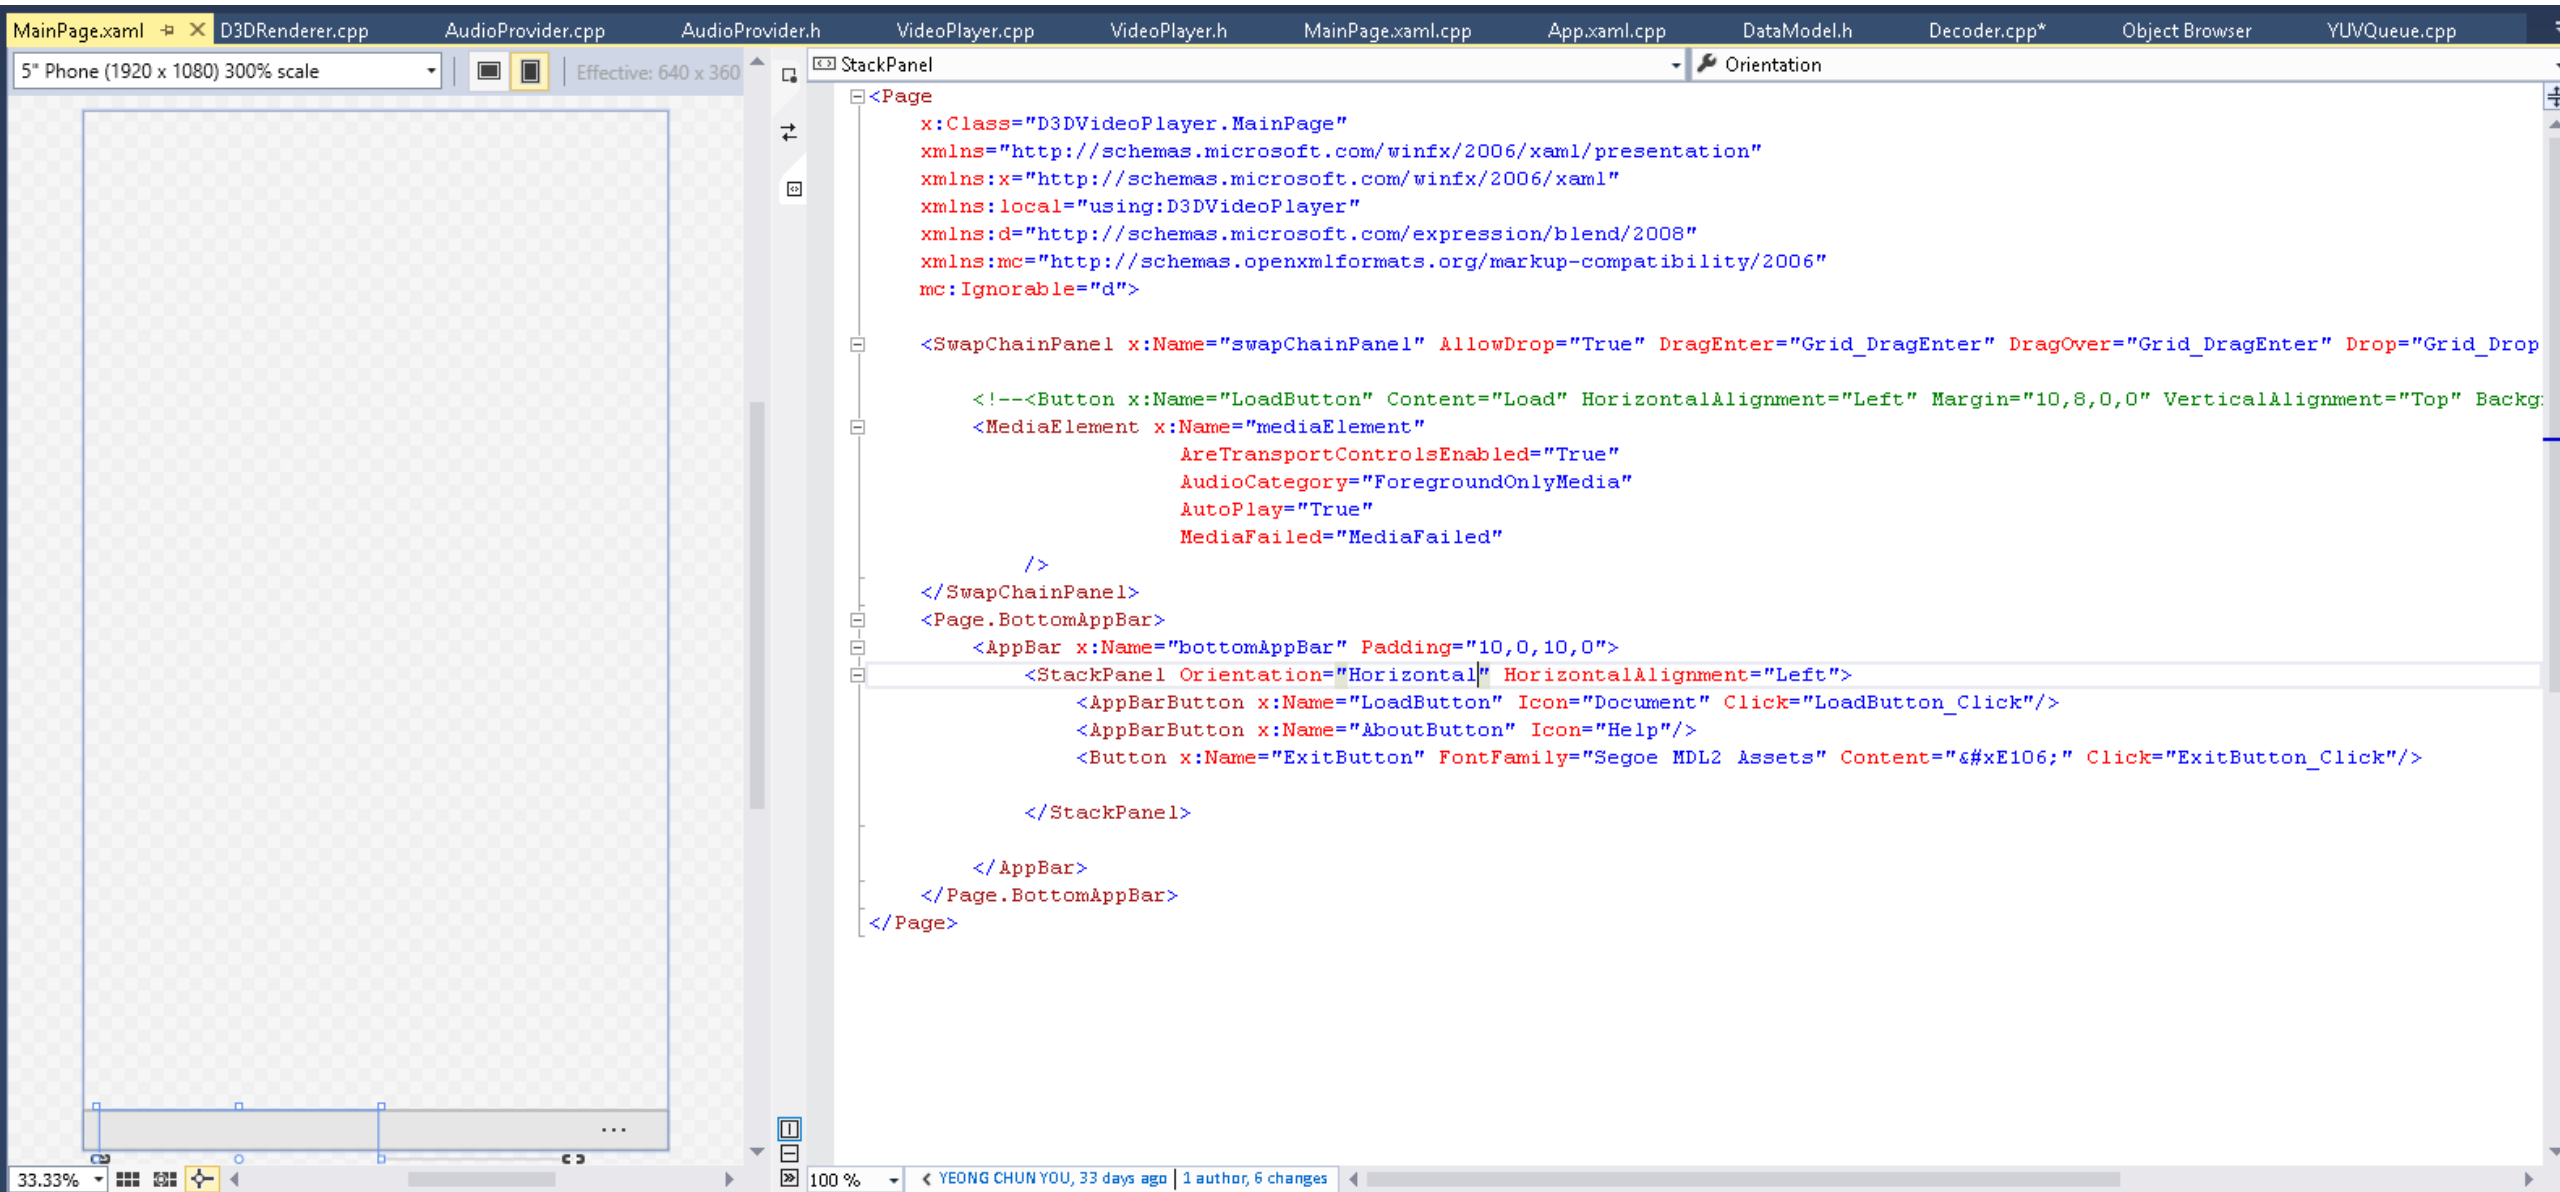 MainPage.xaml D3DRenderer.cpp AudioProvider.cpp AudioProvider.h VideoPlayer.cpp VideoPlayer.h MainPage.xaml.cpp App.xaml.cpp DataModel.h Decoder.cpp* Object Browser YUVQueue.cpp
5" Phone (1920 x 1080) 300% scale
Effective: 640 x 360
StackPanel
Orientation
<Page
x:Class="D3DVideoPlayer.MainPage"
xmlns="http://schemas.microsoft.com/winfx/2006/xaml/presentation"
xmlns:x="http://schemas.microsoft.com/winfx/2006/xaml"
xmlns:local="using:D3DVideoPlayer"
xmlns:d="http://schemas.microsoft.com/expression/blend/2008"
xmlns:mc="http://schemas.openxmlformats.org/markup-compatibility/2006"
mc:Ignorable="d">
<SwapChainPanel x:Name="swapChainPanel" AllowDrop="True" DragEnter="Grid_DragEnter" DragOver="Grid_DragEnter" Drop="Grid_Drop
<!--<Button x:Name="LoadButton" Content="Load" HorizontalAlignment="Left" Margin="10,8,0,0" VerticalAlignment="Top" Backg
<MediaElement x:Name="mediaElement"
AreTransportControlsEnabled="True"
AudioCategory="ForegroundOnlyMedia"
AutoPlay="True"
MediaFailed="MediaFailed"
/>
</SwapChainPanel>
<Page.BottomAppBar>
<AppBar x:Name="bottomAppBar" Padding="10,0,10,0">
<StackPanel Orientation="Horizontal" HorizontalAlignment="Left">
<AppBarButton x:Name="LoadButton" Icon="Document" Click="LoadButton_Click"/>
<AppBarButton x:Name="AboutButton" Icon="Help"/>
<Button x:Name="ExitButton" FontFamily="Segoe MDL2 Assets" Content="&#xE106;" Click="ExitButton_Click"/>
</StackPanel>
</AppBar>
</Page.BottomAppBar>
</Page>
33.33%
100 %
YEONG CHUN YOU, 33 days ago | 1 author, 6 changes